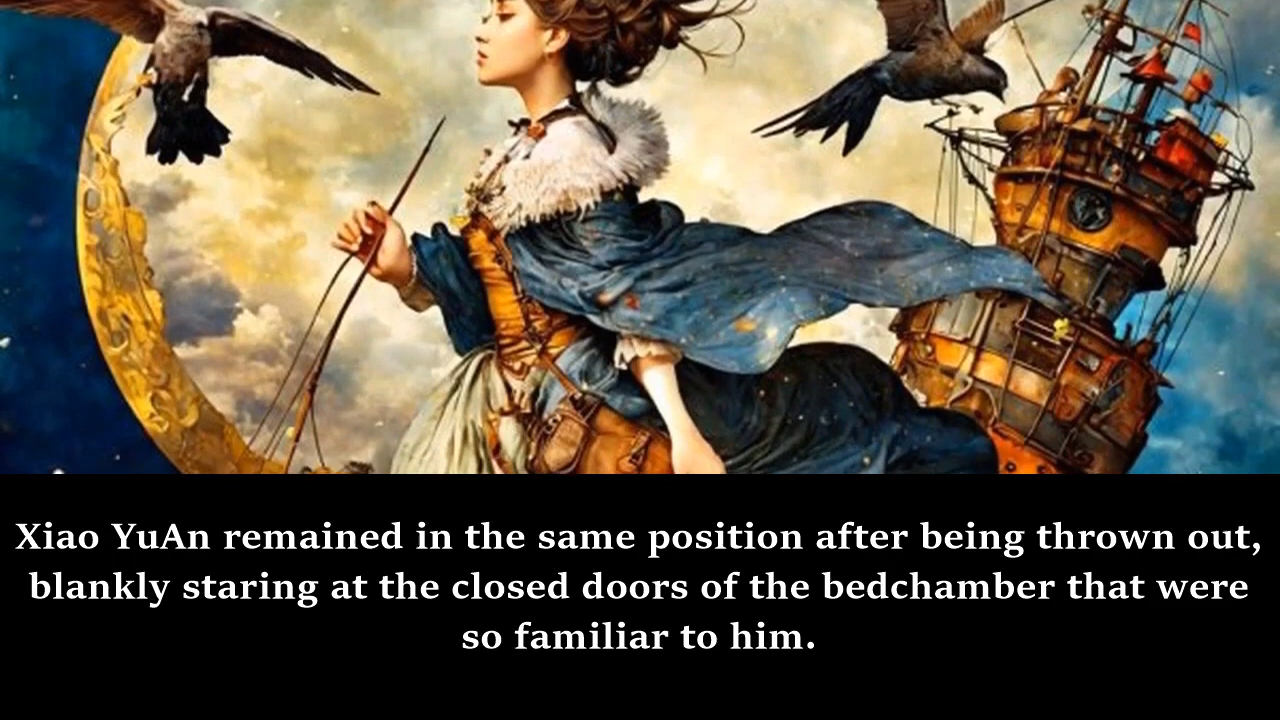 Xiao YuAn remained in the same position after being thrown out,
blankly staring at the closed doors of the bedchamber that were
so familiar to him.